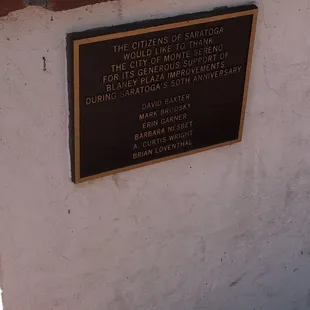 THE CITIZENS OF SARATOGA
WOULD LIKE TO THANK
THE CITY OF MONTE SERENO
FOR ITS GENEROUS SUPPORT OF
BLANEY PLAZA IMPROVEMENTS
DURING SARATOGA'S 50TH ANNIVERSARY
DAVID BAXTER
MARK BRODSKY
ERIN GARNER
BARBARA NESBET
A. CURTIS WRIGHT
BRIAN LOVENTHAL